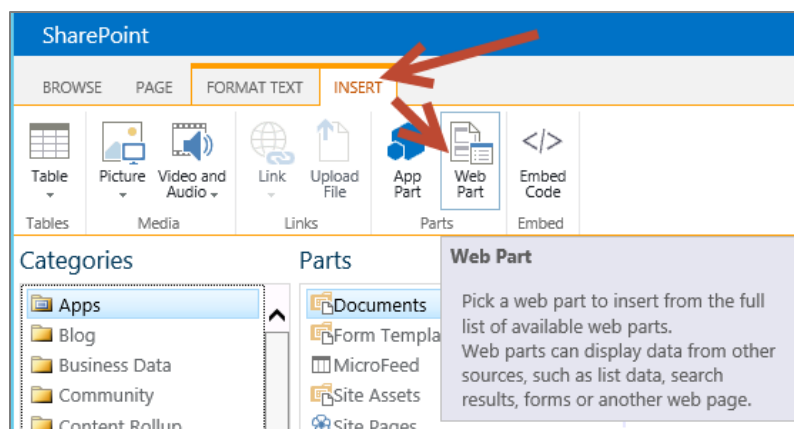 SharePoint
BROWSE PAGE FORMAT TEXT INSERT
Table Picture Video and Audio Link Upload File App Part Web Part Embed Code
Tables Media Links Parts Embed
Categories
Apps
Blog
Business Data
Community
Content Rollup
Parts
Documents
Form Templa
MicroFeed
Site Assets
Site Pages
Web Part
Pick a web part to insert from the full
list of available web parts.
Web parts can display data from other
sources, such as list data, search
results, forms or another web page.